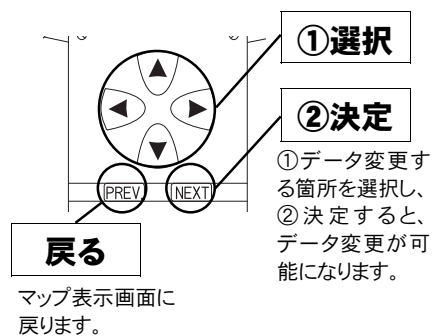 ①選択
②決定
①データ変更す
る箇所を選択し、
②決定すると、
データ変更が可
能になります。
PREV
NEXT
戻る
マップ表示画面に
戻ります。